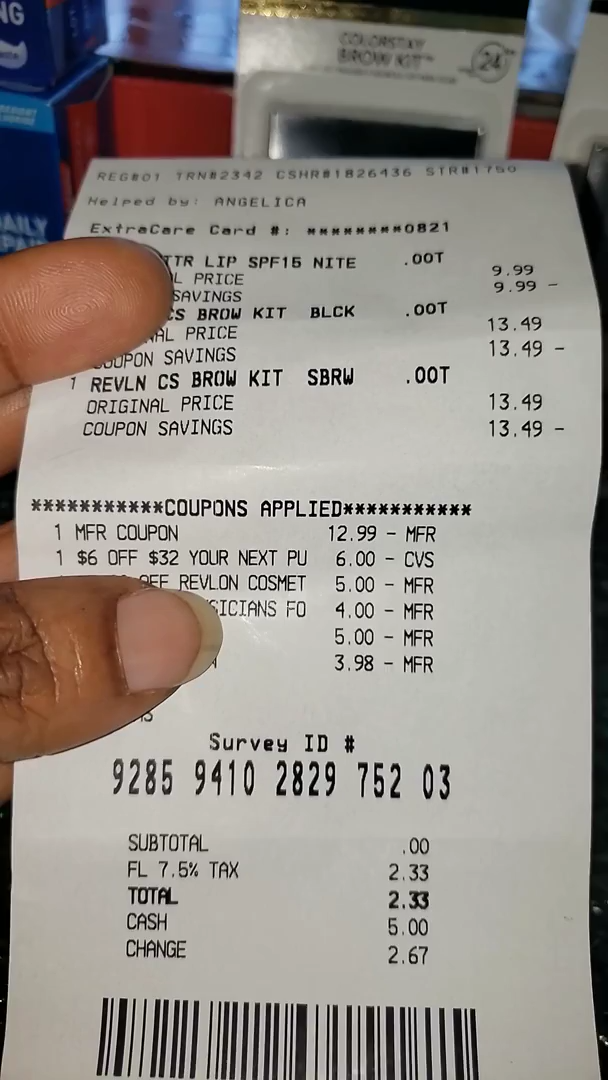 NG
COLORSTAY
BROW KIT™
24
DAILY
REG#01 TRN#2342 CSHR#1826436 STR#1750
Helped by: ANGELICA
ExtraCare Card #: ********0821
TTR LIP SPF15 NITE .00T
L PRICE 9.99
SAVINGS 9.99 -
CS BROW KIT BLCK .00T
NAL PRICE 13.49
COUPON SAVINGS 13.49 -
1 REVLN CS BROW KIT SBRW .00T
ORIGINAL PRICE 13.49
COUPON SAVINGS 13.49 -
***********COUPONS APPLIED***********
1 MFR COUPON 12.99 - MFR
1 $6 OFF $32 YOUR NEXT PU 6.00 - CVS
OFF REVLON COSMET 5.00 - MFR
SICIANS FO 4.00 - MFR
5.00 - MFR
3.98 - MFR
Survey ID #
9285 9410 2829 752 03
SUBTOTAL .00
FL 7.5% TAX 2.33
TOTAL 2.33
CASH 5.00
CHANGE 2.67